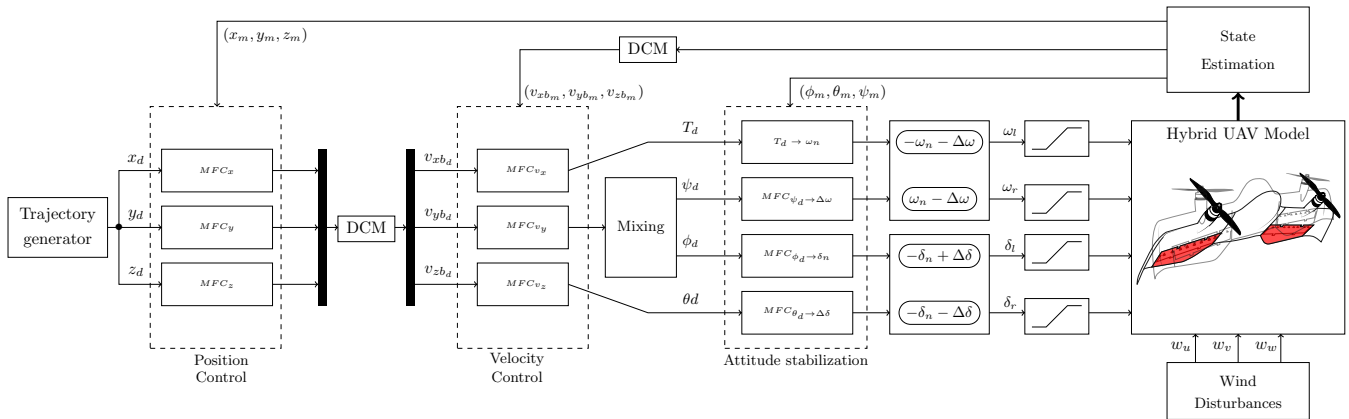 (x_m, y_m, z_m)
DCM
State
Estimation
(v_{xb_m}, v_{yb_m}, v_{zb_m})
(ϕ_m, θ_m, ψ_m)
Trajectory
generator
x_d
y_d
z_d
MFC_x
MFC_y
MFC_z
Position
Control
DCM
v_{xb_d}
v_{yb_d}
v_{zb_d}
MFC_{v_x}
MFC_{v_y}
MFC_{v_z}
Velocity
Control
Mixing
T_d
ψ_d
ϕ_d
θd
T_d → ω_n
MFC_{ψ_d→Δω}
MFC_{ϕ_d→δ_n}
MFC_{θ_d→Δδ}
Attitude stabilization
−ω_n − Δω
ω_n − Δω
−δ_n + Δδ
−δ_n − Δδ
ω_l
ω_r
δ_l
δ_r
Hybrid UAV Model
w_u w_v w_w
Wind
Disturbances